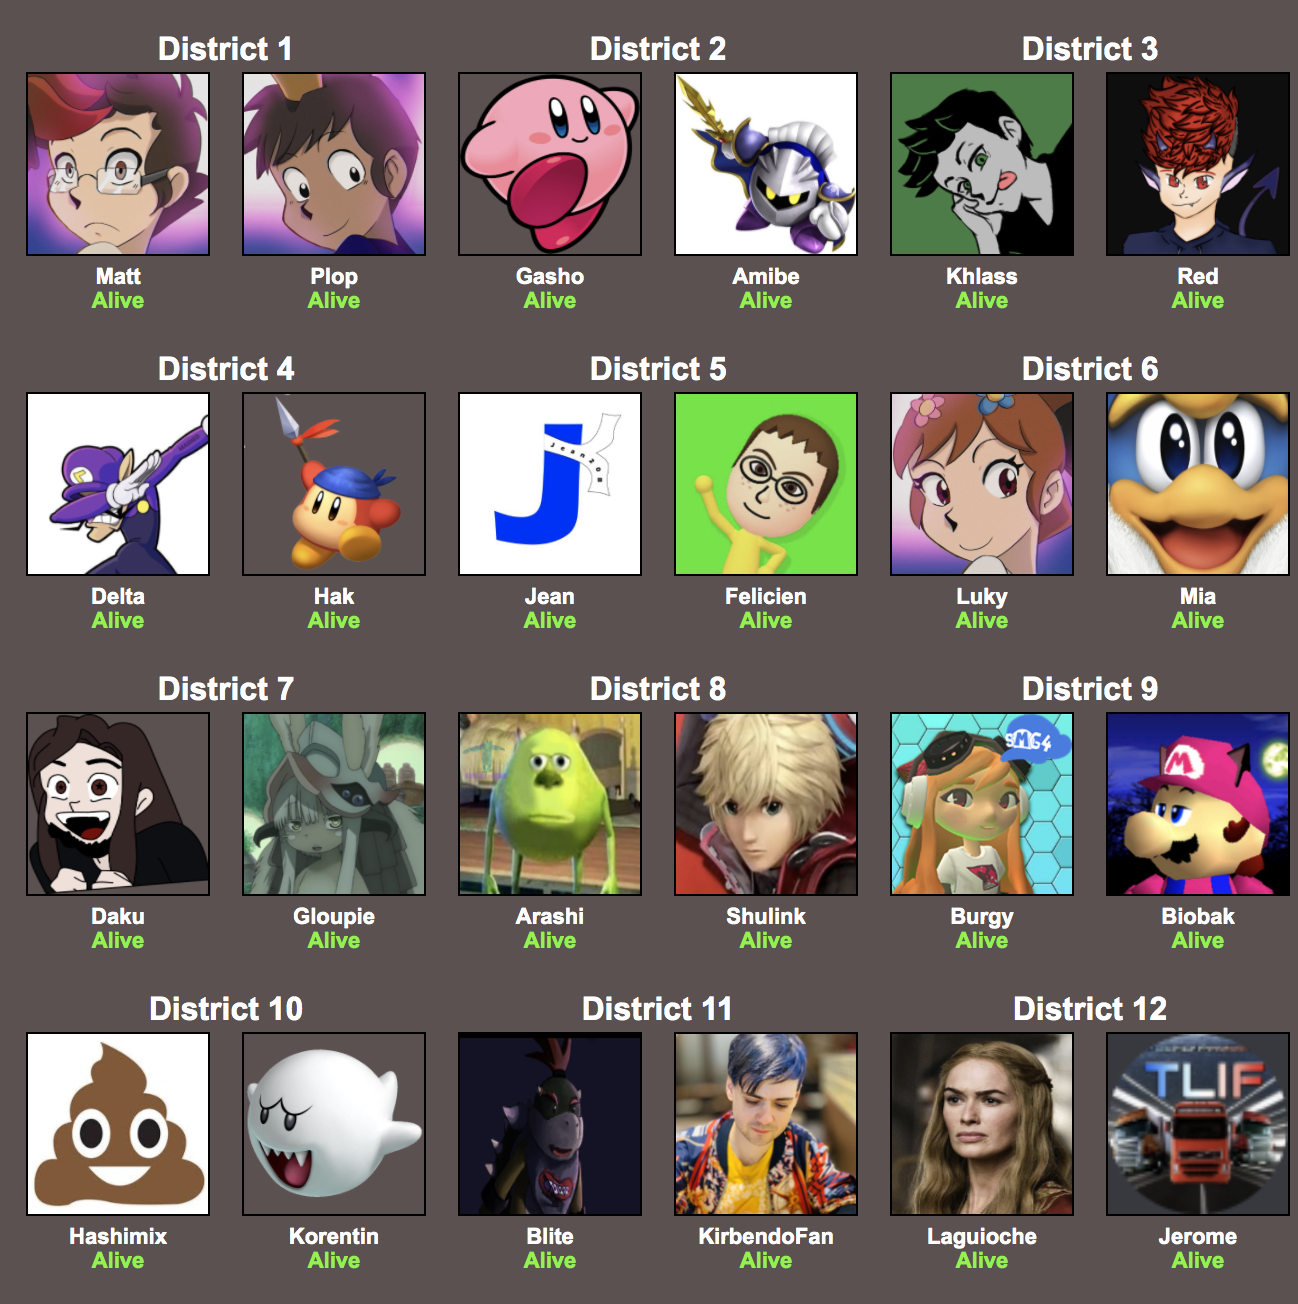 District 1
District 2
District 3
Matt
Plop
Gasho
Amibe
Khlass
Red
Alive
Alive
Alive
Alive
Alive
Alive
District 4
District 5
District 6
J
Jeanzon
Delta
Hak
Jean
Felicien
Luky
Mia
Alive
Alive
Alive
Alive
Alive
Alive
District 7
District 8
District 9
SMG4
M
Daku
Gloupie
Arashi
Shulink
Burgy
Biobak
Alive
Alive
Alive
Alive
Alive
Alive
District 10
District 11
District 12
TLIF
Hashimix
Korentin
Blite
KirbendoFan
Laguioche
Jerome
Alive
Alive
Alive
Alive
Alive
Alive